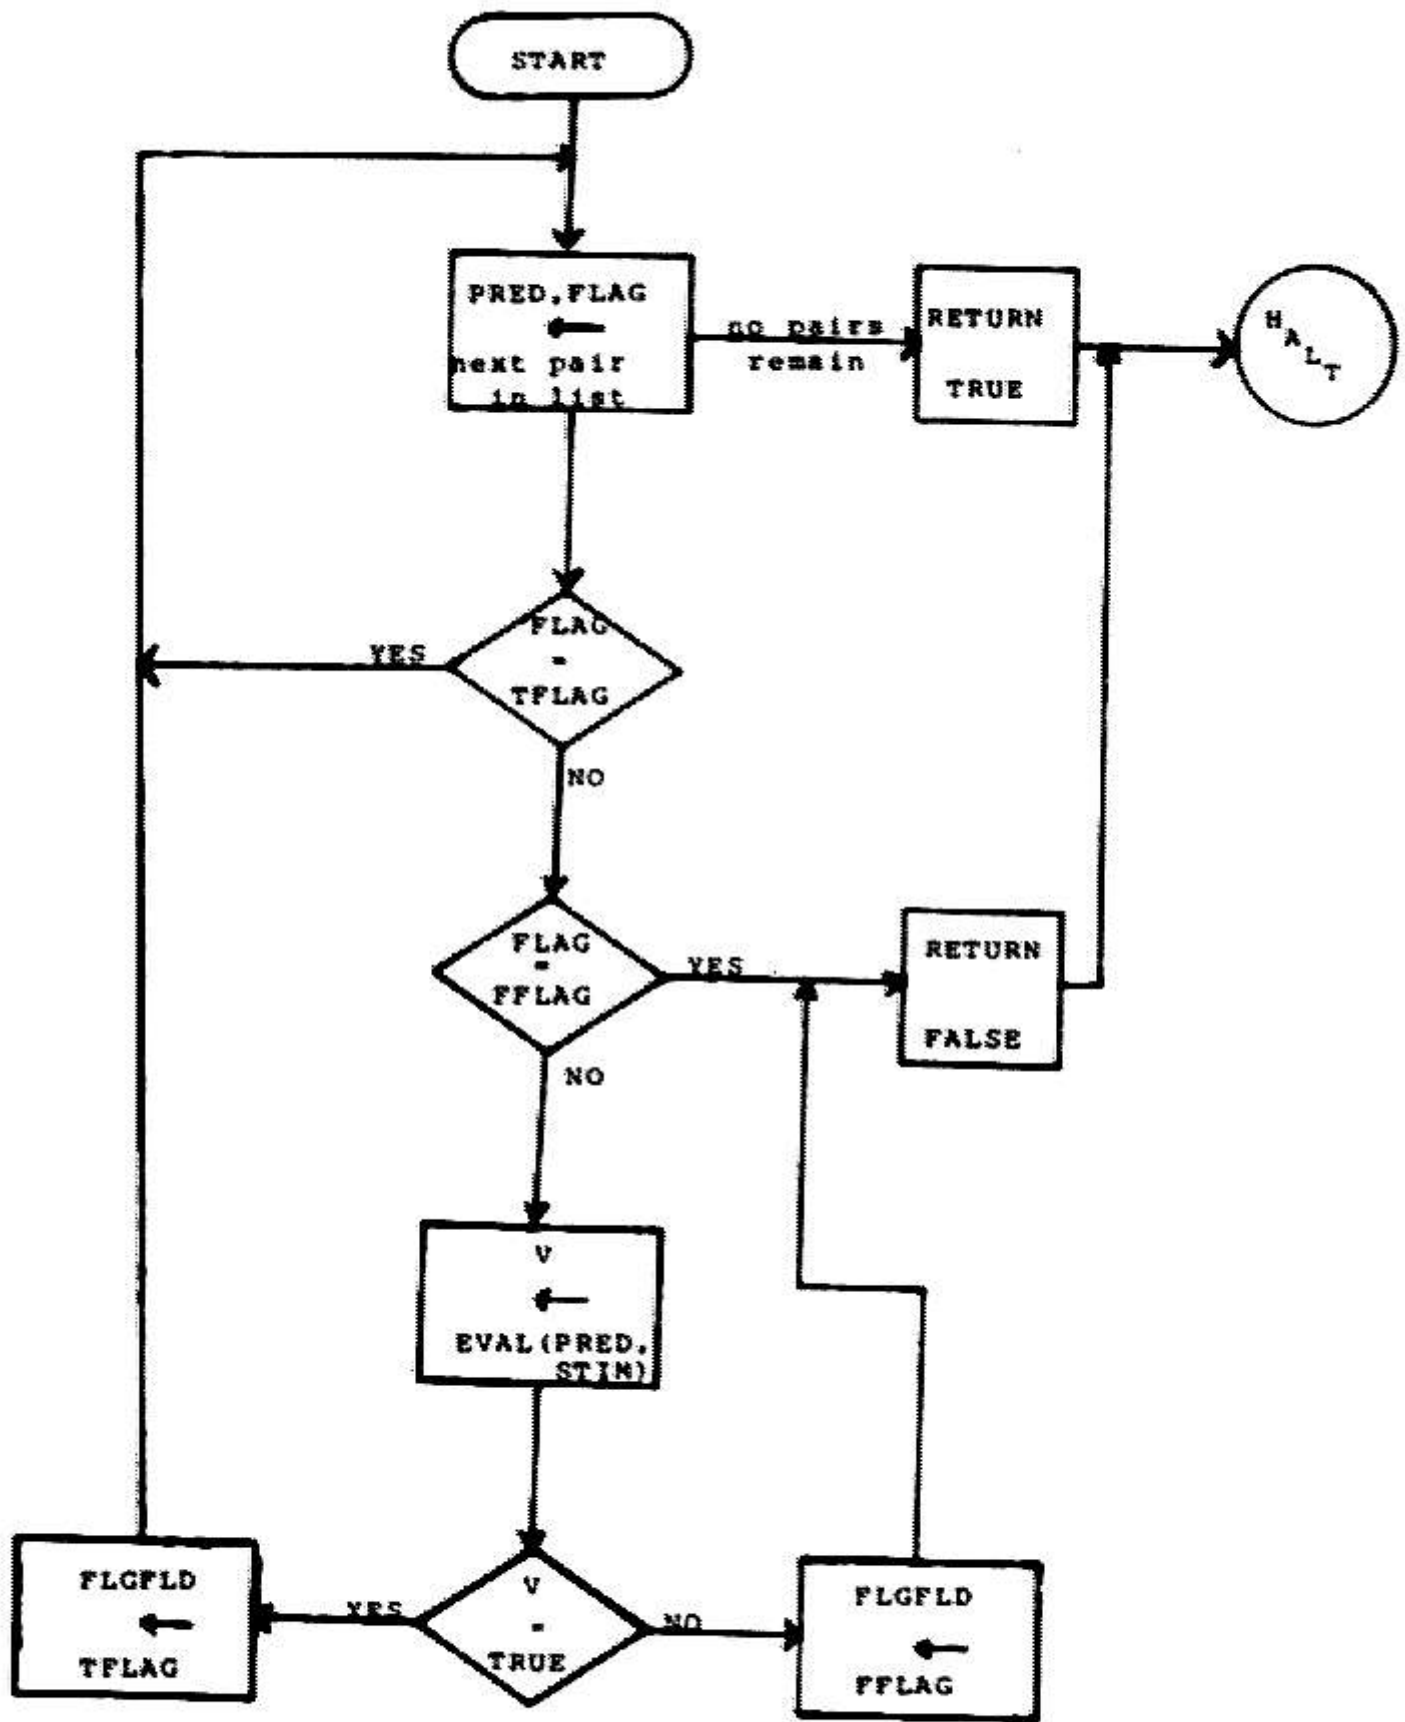 START
PRED,FLAG
←
next pair
in list
no pairs
remain
RETURN
TRUE
HALT
FLAG
=
TFLAG
YES
NO
FLAG
=
FFLAG
YES
RETURN
FALSE
NO
V
←
EVAL(PRED,
STIM)
FLGFLD
←
TFLAG
YES
V
=
TRUE
NO
FLGFLD
←
FFLAG